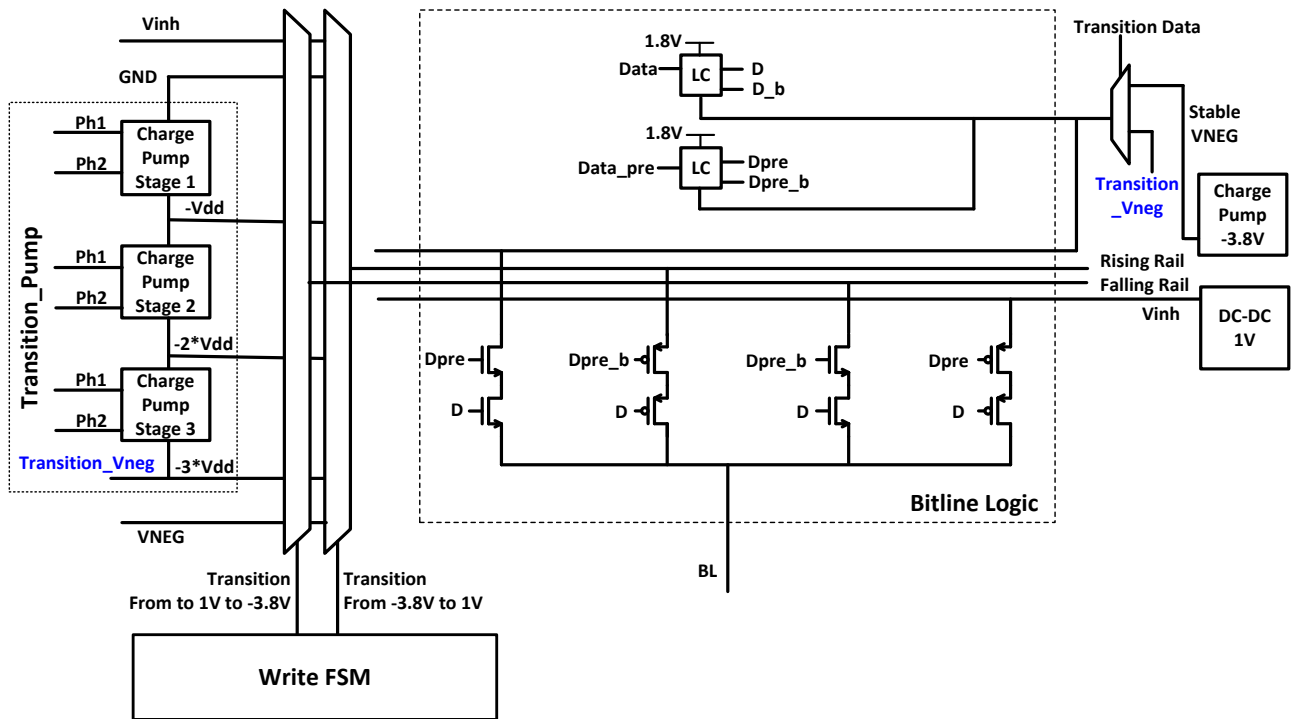 Vinh
GND
Ph1
Ph2
Charge
Pump
Stage 1
-Vdd
Ph1
Ph2
Charge
Pump
Stage 2
-2*Vdd
Ph1
Ph2
Charge
Pump
Stage 3
Transition_Vneg
-3*Vdd
Transition_Pump
VNEG
Transition
From to 1V to -3.8V
Transition
From -3.8V to 1V
Write FSM
1.8V
Data
LC
D
D_b
1.8V
Data_pre
LC
Dpre
Dpre_b
Transition Data
Stable
VNEG
Transition
_Vneg
Charge
Pump
-3.8V
Rising Rail
Falling Rail
Vinh
DC-DC
1V
Dpre
Dpre_b
Dpre_b
Dpre
D
D
D
D
Bitline Logic
BL